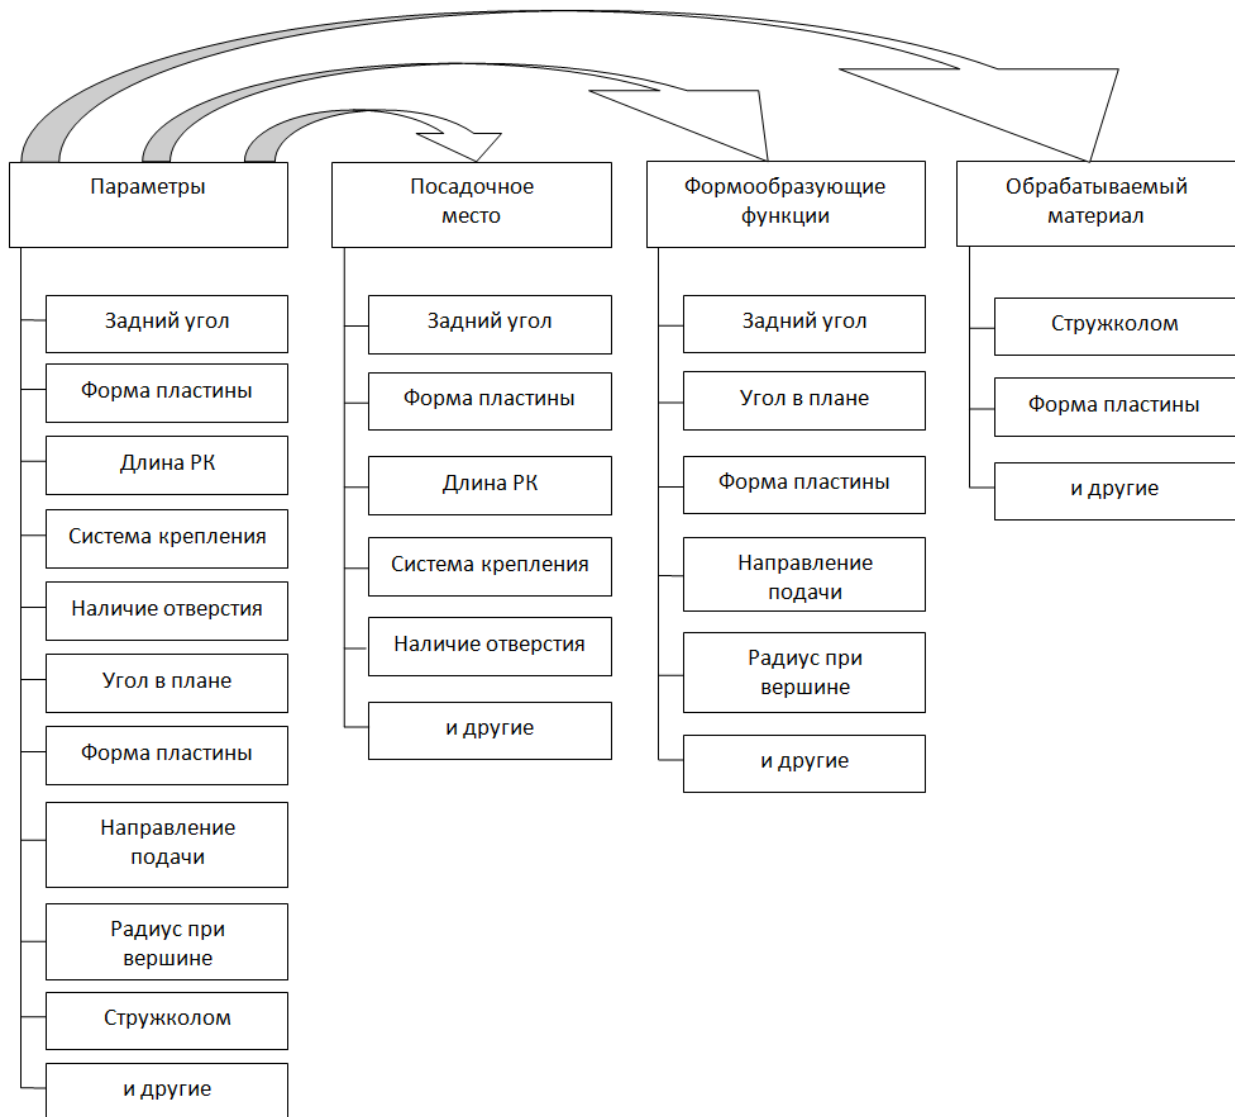 Параметры
Задний угол
Форма пластины
Длина РК
Система крепления
Наличие отверстия
Угол в плане
Форма пластины
Направление
подачи
Радиус при
вершине
Стружколом
и другие
Посадочное
место
Задний угол
Форма пластины
Длина РК
Система крепления
Наличие отверстия
и другие
Формообразующие
функции
Задний угол
Угол в плане
Форма пластины
Направление
подачи
Радиус при
вершине
и другие
Обрабатываемый
материал
Стружколом
Форма пластины
и другие